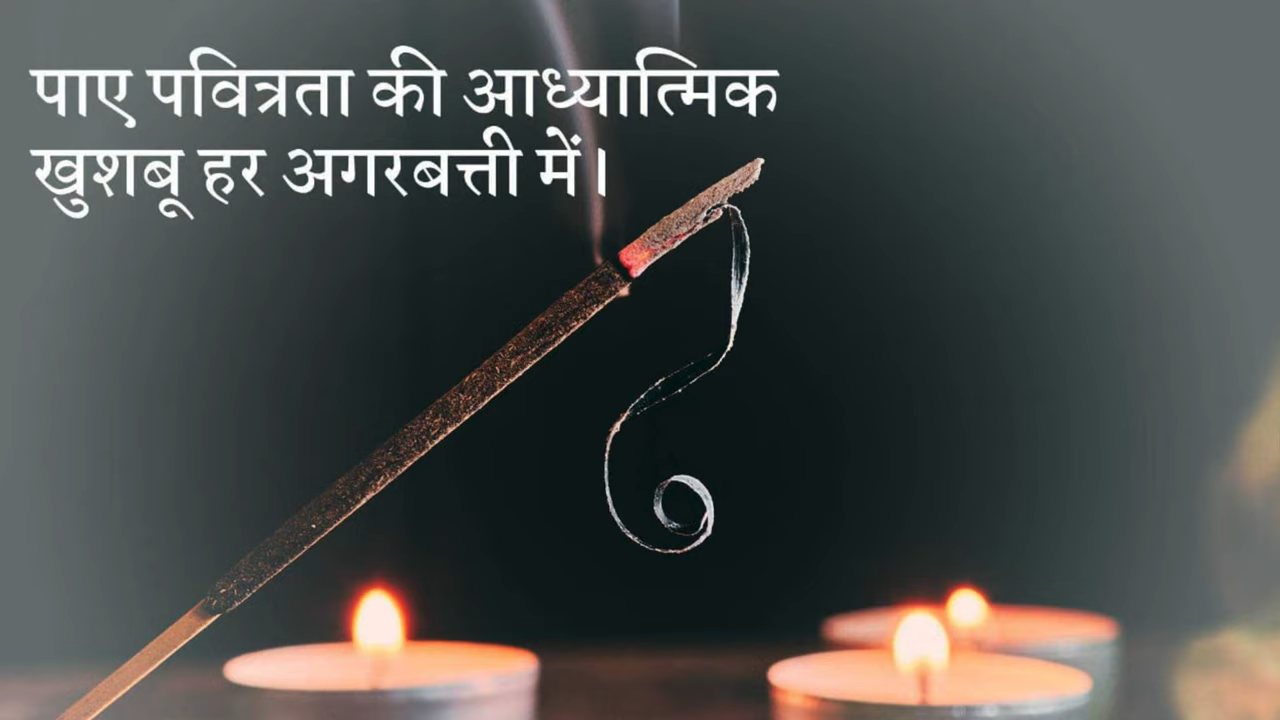 पाए पवित्रता की आध्यात्मिक
खुशबू हर अगरबत्ती में।